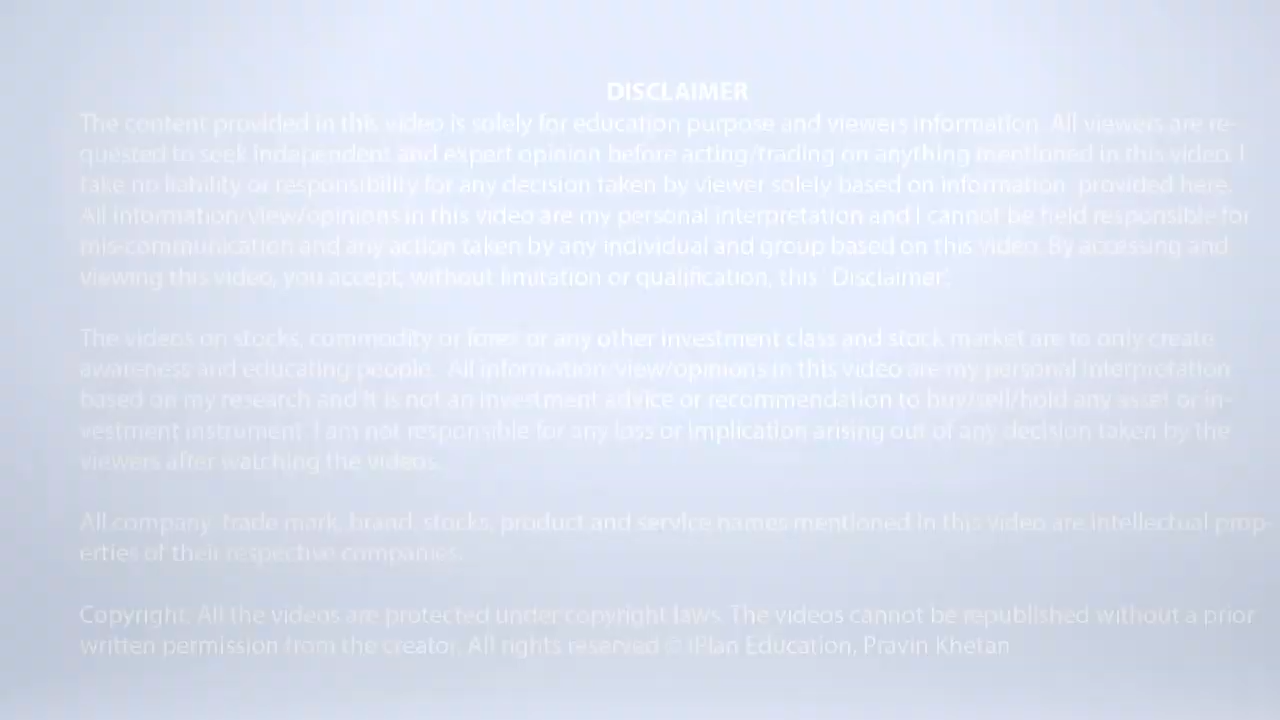 DISCLAIMER
The content provided in this video is solely for education purpose and viewers information. All viewers are re-
quested to seek independent and expert opinion before acting/trading on anything mentioned in this video. I
take no liability or responsibility for any decision taken by viewer solely based on information provided here.
All information/view/opinions in this video are my personal interpretation and I cannot be held responsible for
mis-communication and any action taken by any individual and group based on this video. By accessing and
viewing this video, you accept, without limitation or qualification, this 'Disclaimer'.
The videos on stocks, commodity or forex or any other investment class and stock market are to only create
awareness and educating people. All information/view/opinions in this video are my personal interpretation
based on my research and it is not an investment advice or recommendation to buy/sell/hold any asset or in-
vestment instrument. I am not responsible for any loss or implication arising out of any decision taken by the
viewers after watching the videos.
All company, trade mark, brand, stocks, product and service names mentioned in this video are intellectual prop-
erties of their respective companies.
Copyright: All the videos are protected under copyright laws. The videos cannot be republished without a prior
written permission from the creator. All rights reserved © iPlan Education, Pravin Khetan